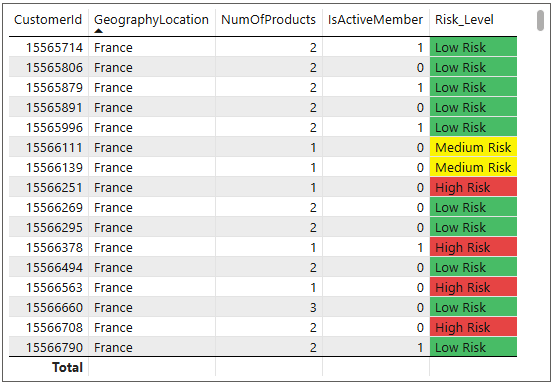 CustomerId GeographyLocation NumOfProducts IsActiveMember Risk_Level
15565714 France 2 1 Low Risk
15565806 France 2 0 Low Risk
15565879 France 2 1 Low Risk
15565891 France 2 0 Low Risk
15565996 France 2 1 Low Risk
15566111 France 1 0 Medium Risk
15566139 France 1 0 Medium Risk
15566251 France 1 0 High Risk
15566269 France 2 0 Low Risk
15566295 France 2 0 Low Risk
15566378 France 1 1 High Risk
15566494 France 2 0 Low Risk
15566563 France 1 0 High Risk
15566660 France 3 0 Low Risk
15566708 France 2 0 High Risk
15566790 France 2 1 Low Risk
Total